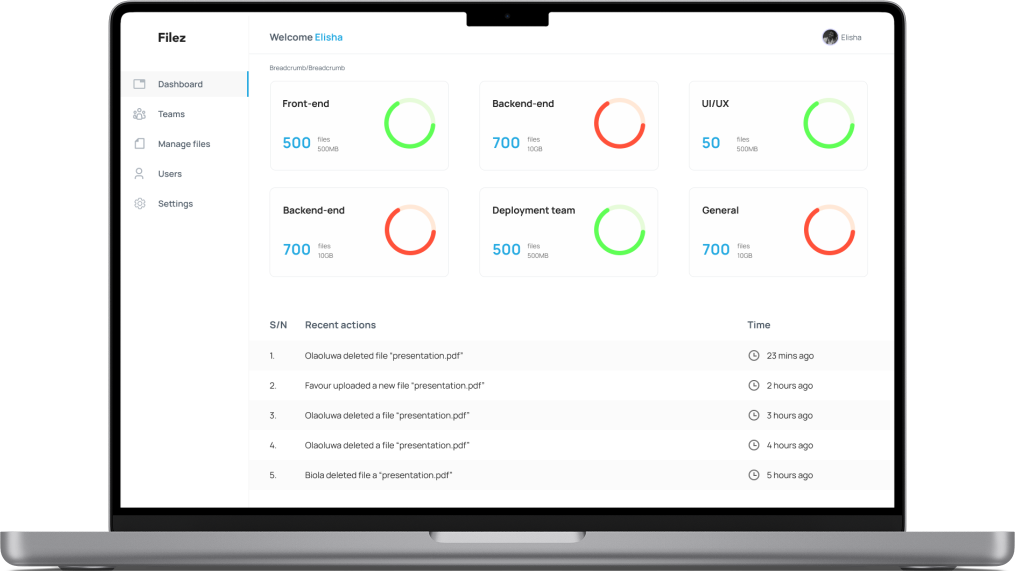 Filez
Welcome Elisha
Elisha
Breadcrumb/Breadcrumb
Dashboard
Teams
Manage files
Users
Settings
Front-end
500 files
500MB
Backend-end
700 files
10GB
UI/UX
50 files
500MB
Backend-end
700 files
10GB
Deployment team
500 files
500MB
General
700 files
10GB
S/N Recent actions Time
1. Olaoluwa deleted file “presentation.pdf” 23 mins ago
2. Favour uploaded a new file “presentation.pdf” 2 hours ago
3. Olaoluwa deleted a file “presentation.pdf” 3 hours ago
4. Olaoluwa deleted a file “presentation.pdf” 4 hours ago
5. Biola deleted file a “presentation.pdf” 5 hours ago